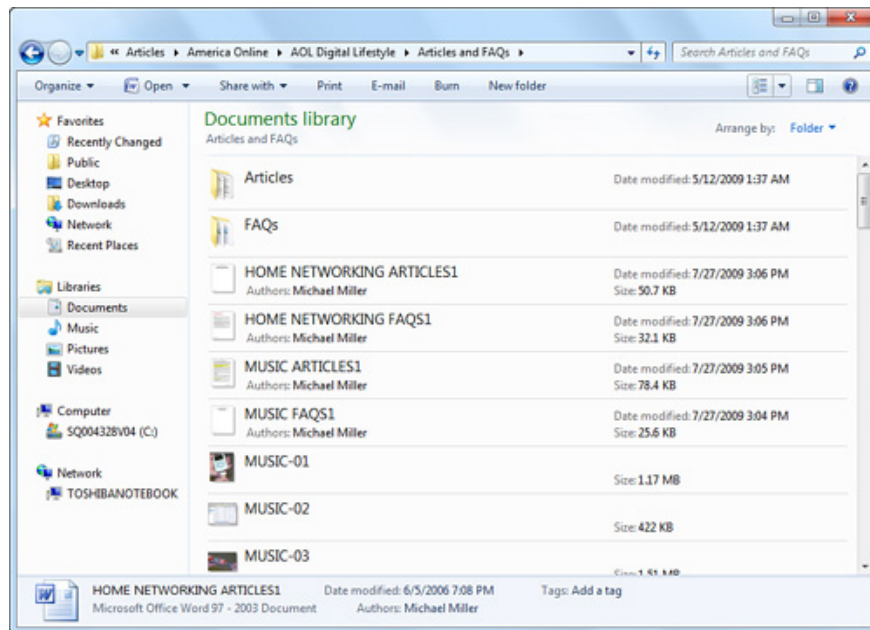 « Articles ▸ America Online ▸ AOL Digital Lifestyle ▸ Articles and FAQs ▸
Search Articles and FAQs
Organize Open Share with Print E-mail Burn New folder
Favorites
Recently Changed
Public
Desktop
Downloads
Network
Recent Places
Libraries
Documents
Music
Pictures
Videos
Computer
SQ004328V04 (C:)
Network
TOSHIBANOTEBOOK
Documents library
Articles and FAQs
Arrange by: Folder
Articles Date modified: 5/12/2009 1:37 AM
FAQs Date modified: 5/12/2009 1:37 AM
HOME NETWORKING ARTICLES1 Date modified: 7/27/2009 3:06 PM
Authors: Michael Miller Size: 50.7 KB
HOME NETWORKING FAQS1 Date modified: 7/27/2009 3:06 PM
Authors: Michael Miller Size: 32.1 KB
MUSIC ARTICLES1 Date modified: 7/27/2009 3:05 PM
Authors: Michael Miller Size: 78.4 KB
MUSIC FAQS1 Date modified: 7/27/2009 3:04 PM
Authors: Michael Miller Size: 25.6 KB
MUSIC-01
Size: 1.17 MB
MUSIC-02
Size: 422 KB
MUSIC-03
Size: 1.51 MB
HOME NETWORKING ARTICLES1 Date modified: 6/5/2006 7:08 PM Tags: Add a tag
Microsoft Office Word 97 - 2003 Document Authors: Michael Miller